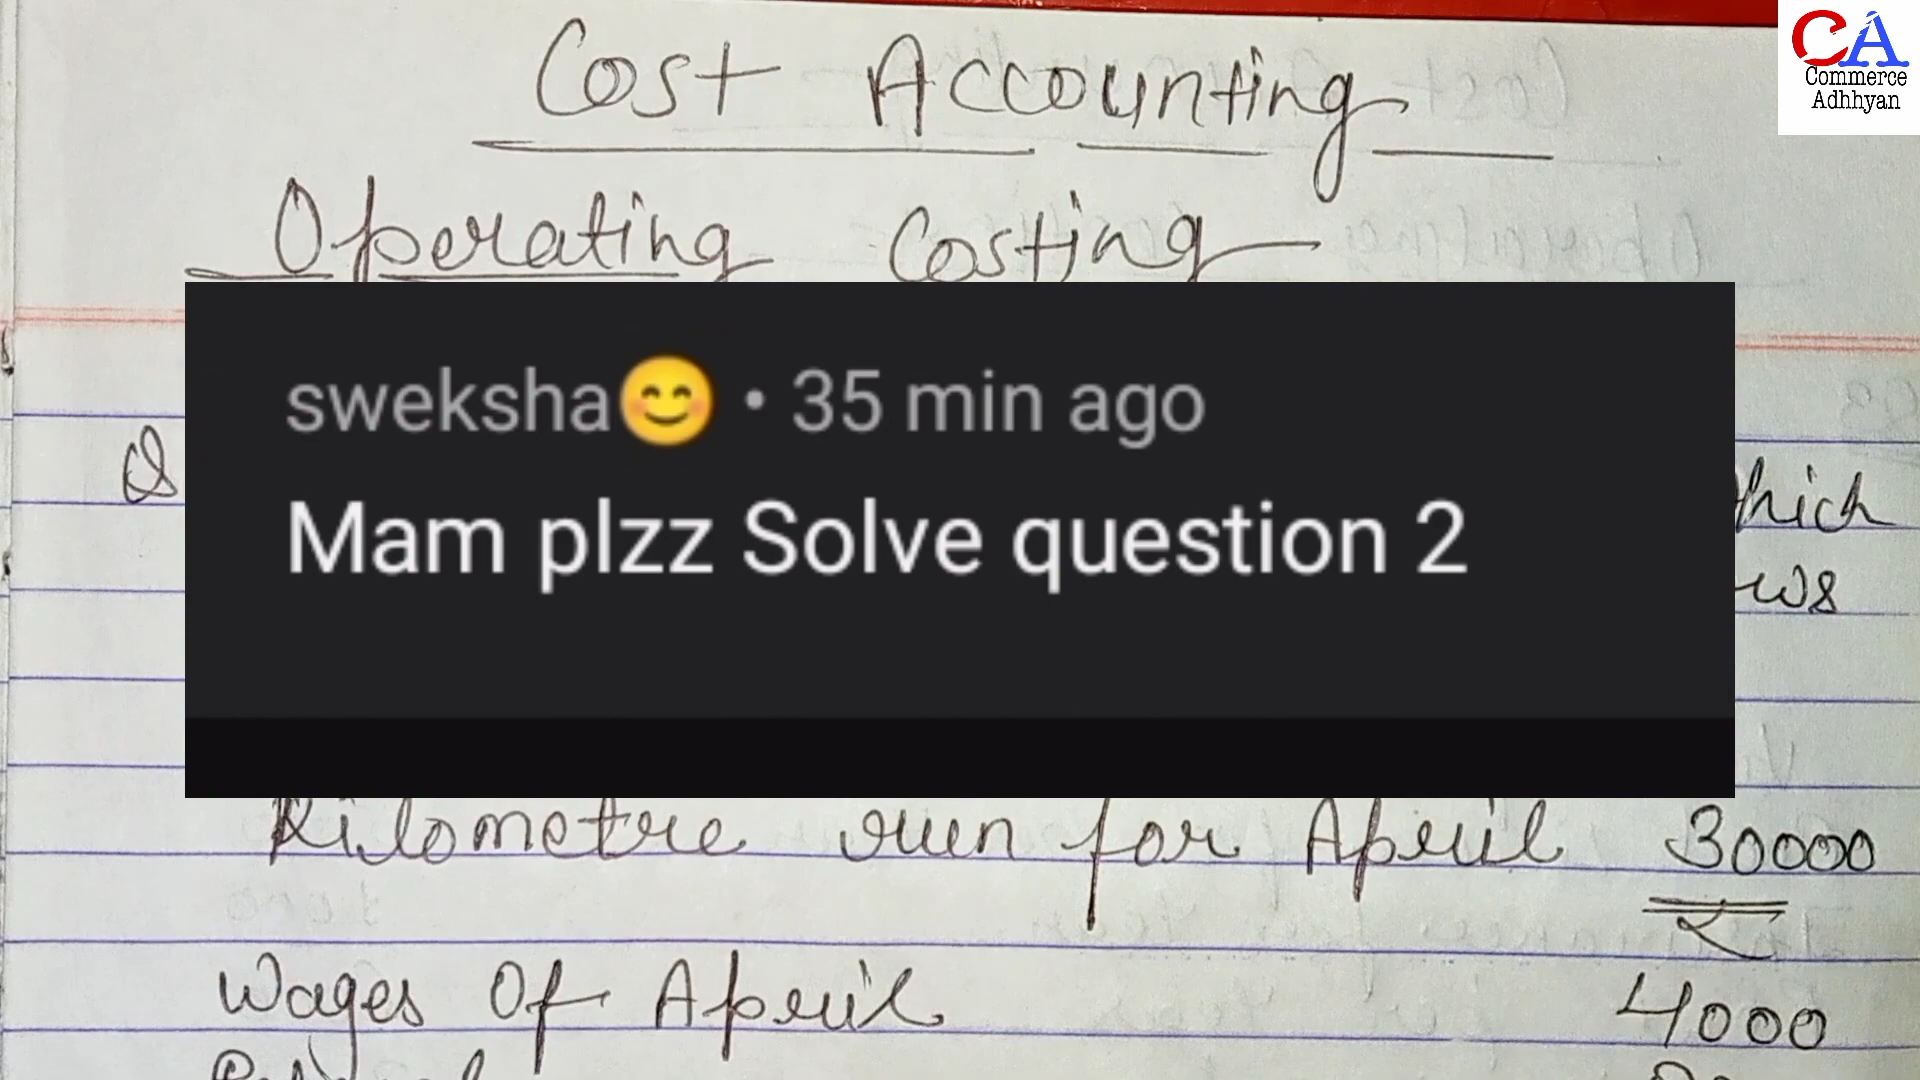 Cost Accounting
CA
Commerce
Adhhyan
Operating Costing
sweksha😊 • 35 min ago
Q
Mam plzz Solve question 2
Kilometre run for April 30000
₹
Wages Of April 4000